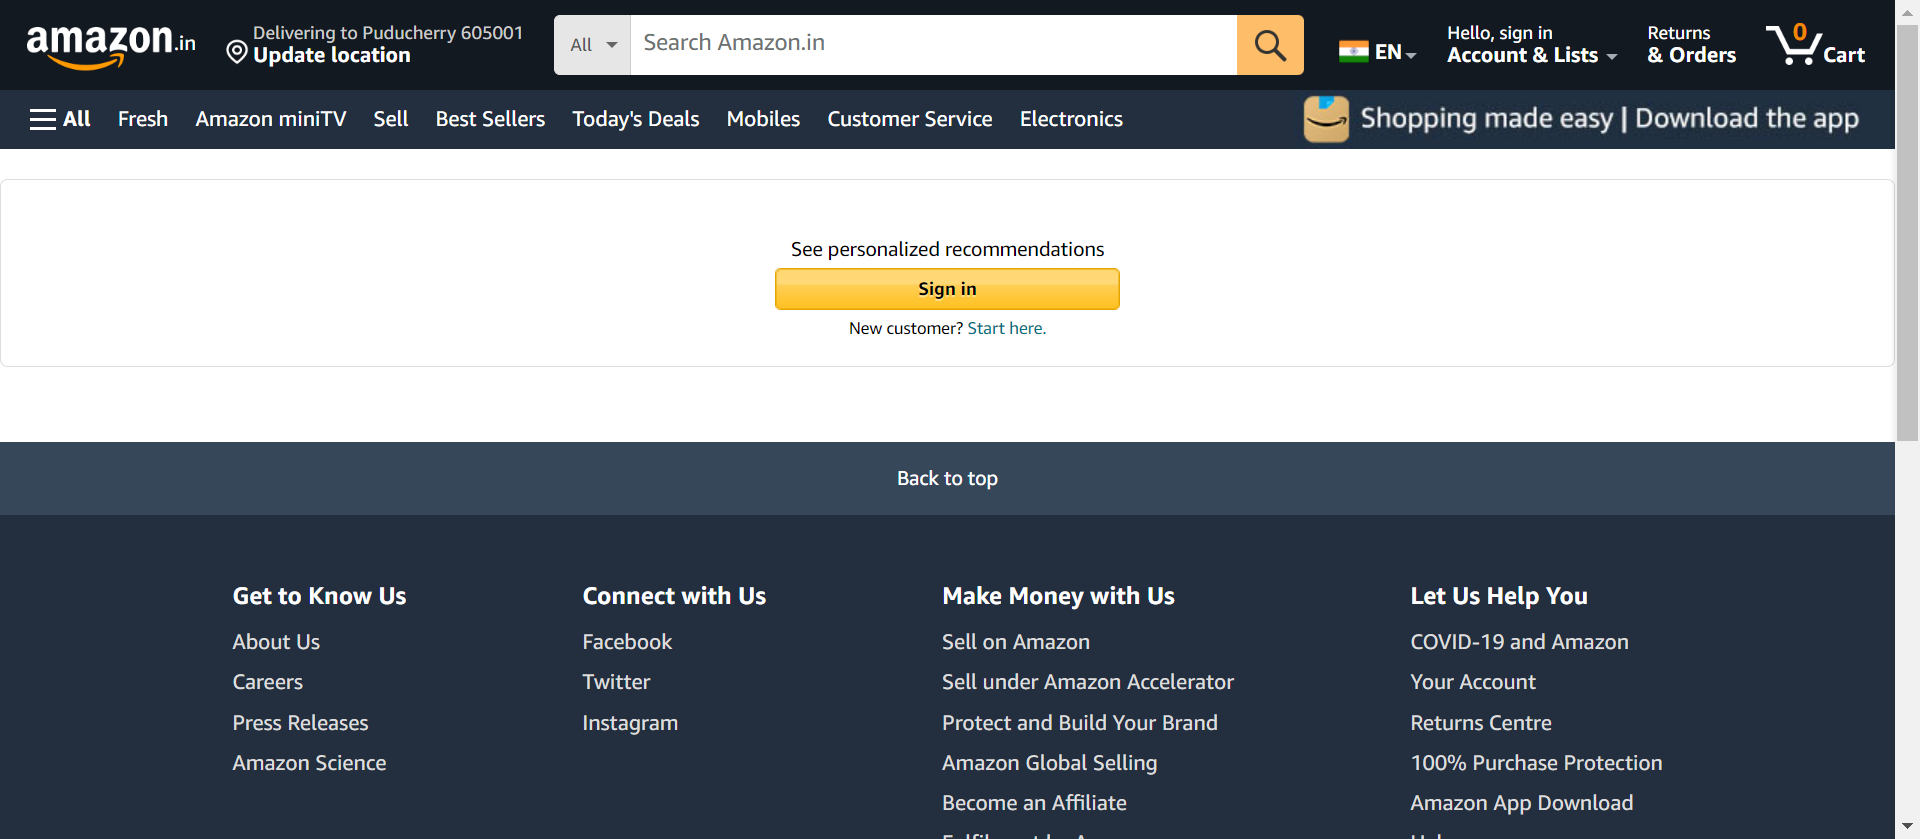 amazon.in
Delivering to Puducherry 605001
Update location
All
Search Amazon.in
EN
Hello, sign in
Account & Lists
Returns
& Orders
0
Cart
All
Fresh
Amazon miniTV
Sell
Best Sellers
Today's Deals
Mobiles
Customer Service
Electronics
Shopping made easy | Download the app
See personalized recommendations
Sign in
New customer? Start here.
Back to top
Get to Know Us
About Us
Careers
Press Releases
Amazon Science
Connect with Us
Facebook
Twitter
Instagram
Make Money with Us
Sell on Amazon
Sell under Amazon Accelerator
Protect and Build Your Brand
Amazon Global Selling
Become an Affiliate
Let Us Help You
COVID-19 and Amazon
Your Account
Returns Centre
100% Purchase Protection
Amazon App Download